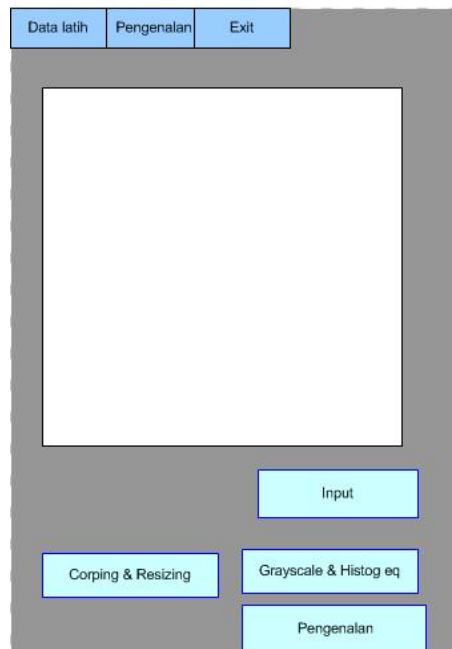 Data latih
Pengenalan
Exit
Input
Corping & Resizing
Grayscale & Histog eq
Pengenalan